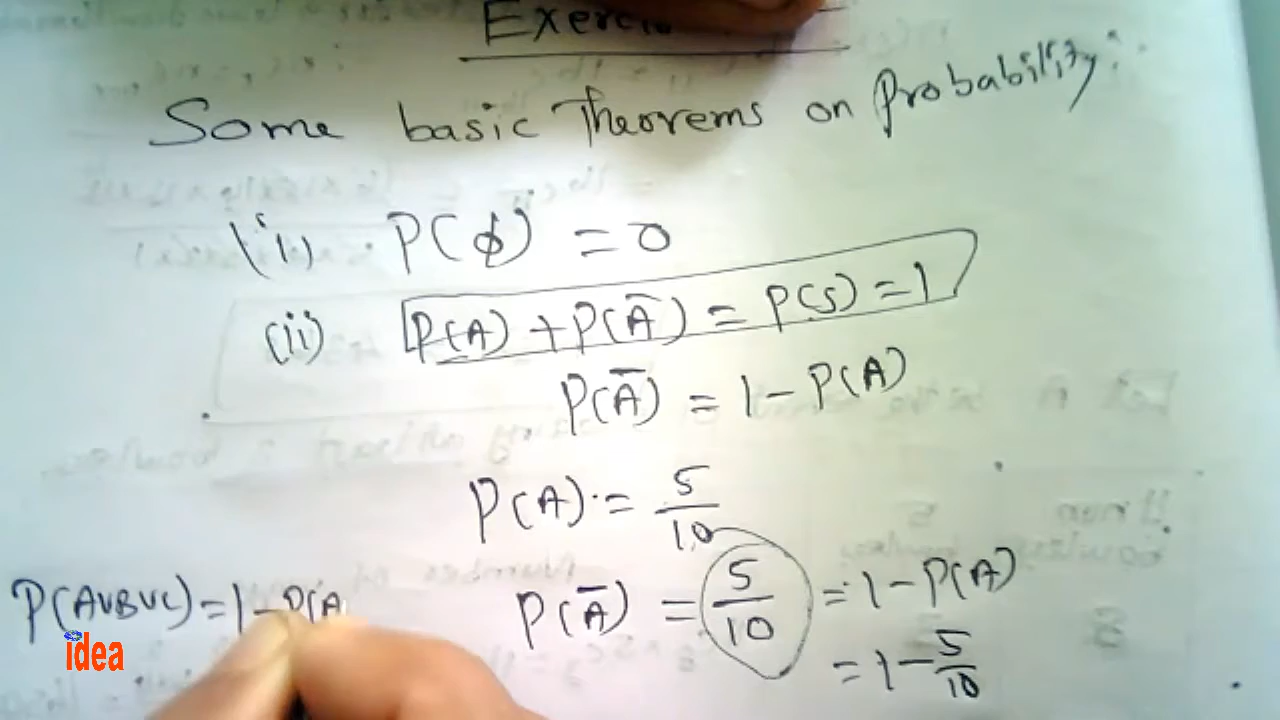 Some basic Theorems on Probability:
(i) P(ϕ) = 0
(ii) P(A) + P(Ā) = P(S) = 1
P(Ā) = 1 - P(A)
P(A) = 5/10
P(Ā) = 5/10 = 1 - P(A)
= 1 - 5/10
P(AUBUC) = 1 - P(A
idea